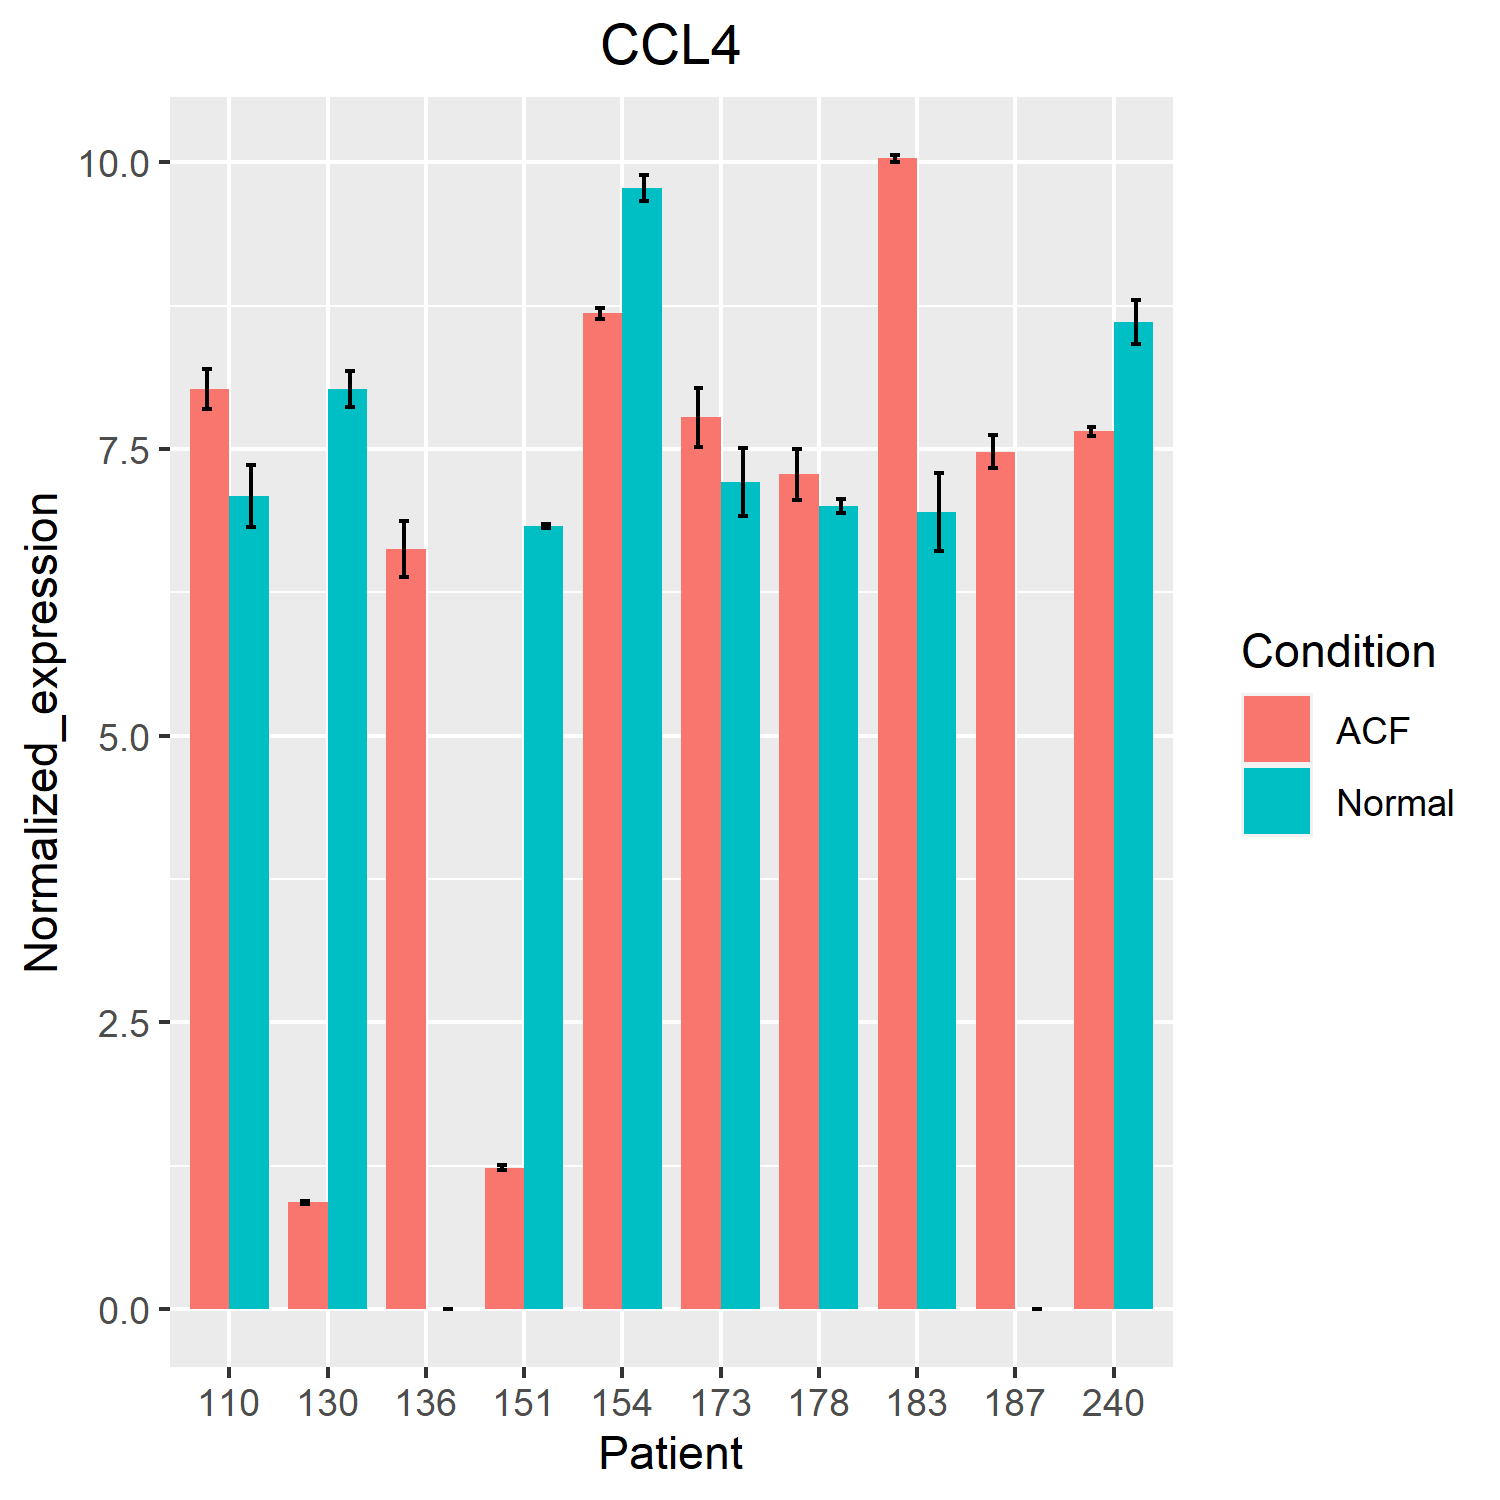 CCL4
10.0
7.5
5.0
2.5
0.0
Normalized_expression
110 130 136 151 154 173 178 183 187 240
Patient
Condition
ACF
Normal